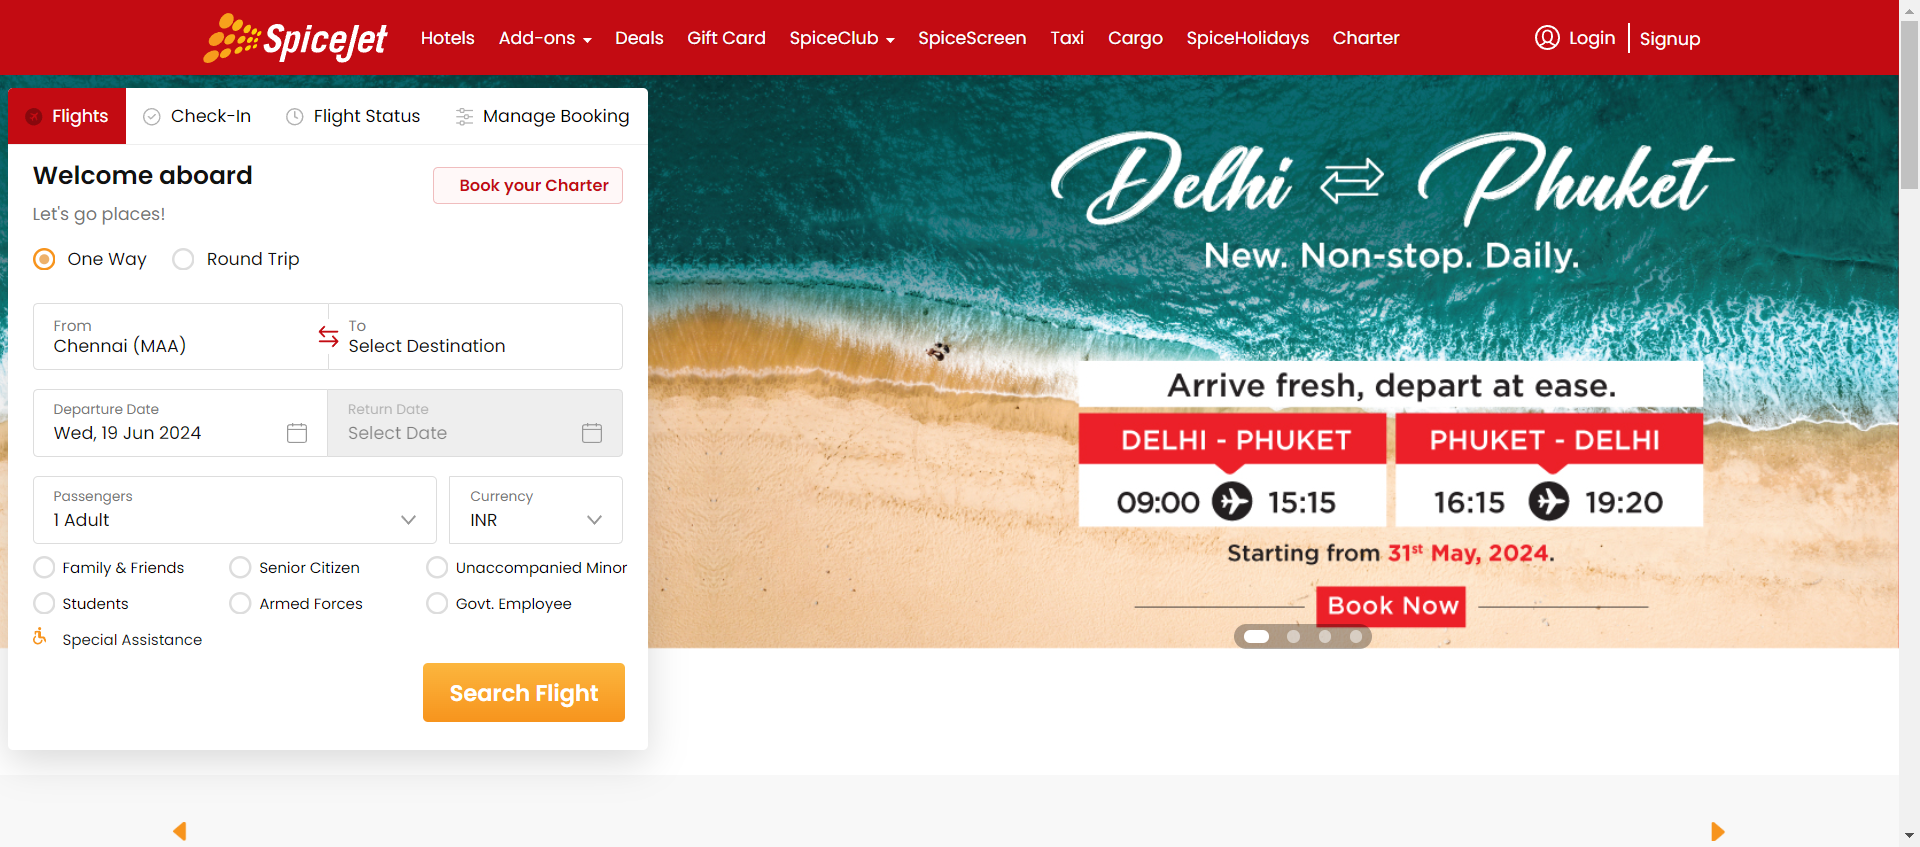 SpiceJet
Hotels Add-ons Deals Gift Card SpiceClub SpiceScreen Taxi Cargo SpiceHolidays Charter Login Signup
Flights Check-In Flight Status Manage Booking
Welcome aboard
Book your Charter
Let's go places!
One Way Round Trip
From
Chennai (MAA)
To
Select Destination
Departure Date
Wed, 19 Jun 2024
Return Date
Select Date
Passengers
1 Adult
Currency
INR
Family & Friends Senior Citizen Unaccompanied Minor
Students Armed Forces Govt. Employee
Special Assistance
Search Flight
Delhi Phuket
New. Non-stop. Daily.
Arrive fresh, depart at ease.
DELHI - PHUKET
09:00 15:15
PHUKET - DELHI
16:15 19:20
Starting from 31st May, 2024.
Book Now